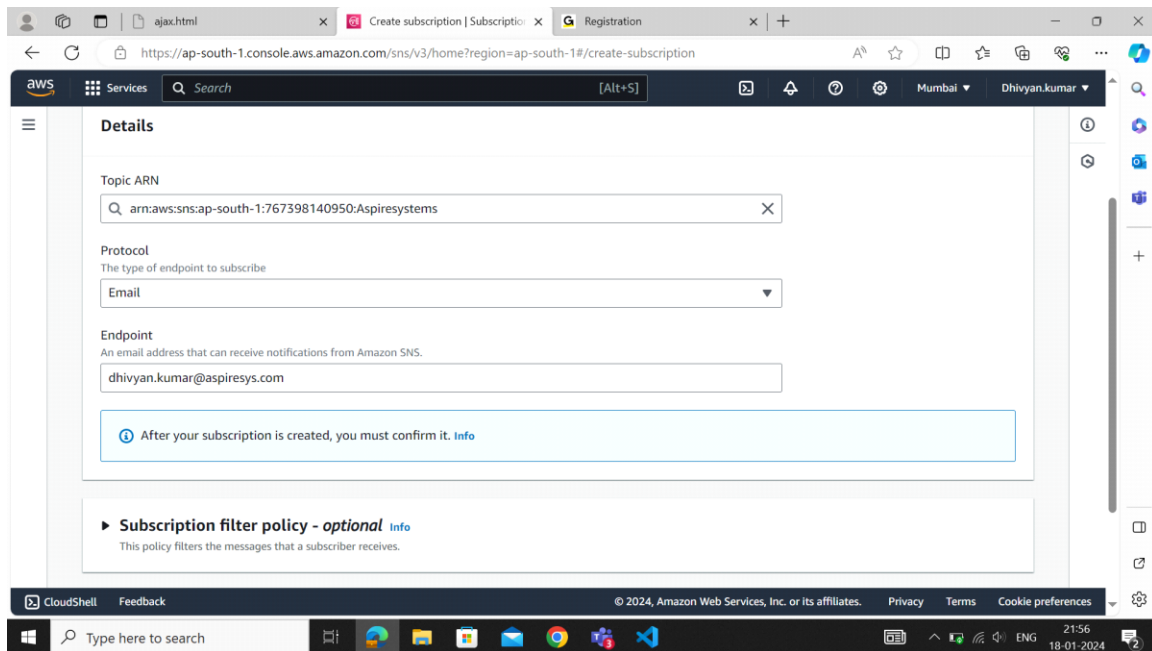 ajax.html
Create subscription | Subscription
Registration
https://ap-south-1.console.aws.amazon.com/sns/v3/home?region=ap-south-1#/create-subscription
aws
Services
Search
[Alt+S]
Mumbai
Dhivyan.kumar
Details
Topic ARN
arn:aws:sns:ap-south-1:767398140950:Aspiresystems
Protocol
The type of endpoint to subscribe
Email
Endpoint
An email address that can receive notifications from Amazon SNS.
dhivyan.kumar@aspiresys.com
After your subscription is created, you must confirm it. Info
Subscription filter policy - optional Info
This policy filters the messages that a subscriber receives.
CloudShell
Feedback
© 2024, Amazon Web Services, Inc. or its affiliates.
Privacy
Terms
Cookie preferences
Type here to search
ENG
21:56
18-01-2024
2